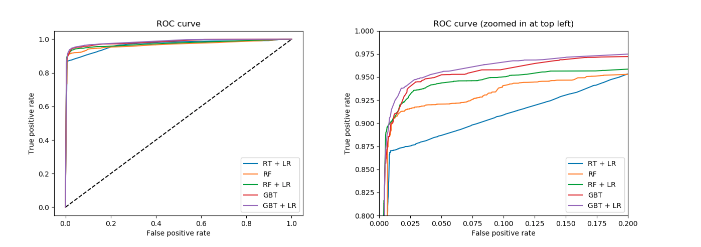 ROC curve
True positive rate
1.0
0.8
0.6
0.4
0.2
0.0
0.0 0.2 0.4 0.6 0.8 1.0
False positive rate
RT + LR
RF
RF + LR
GBT
GBT + LR
ROC curve (zoomed in at top left)
True positive rate
1.000
0.975
0.950
0.925
0.900
0.875
0.850
0.825
0.800
0.000 0.025 0.050 0.075 0.100 0.125 0.150 0.175 0.200
False positive rate
RT + LR
RF
RF + LR
GBT
GBT + LR